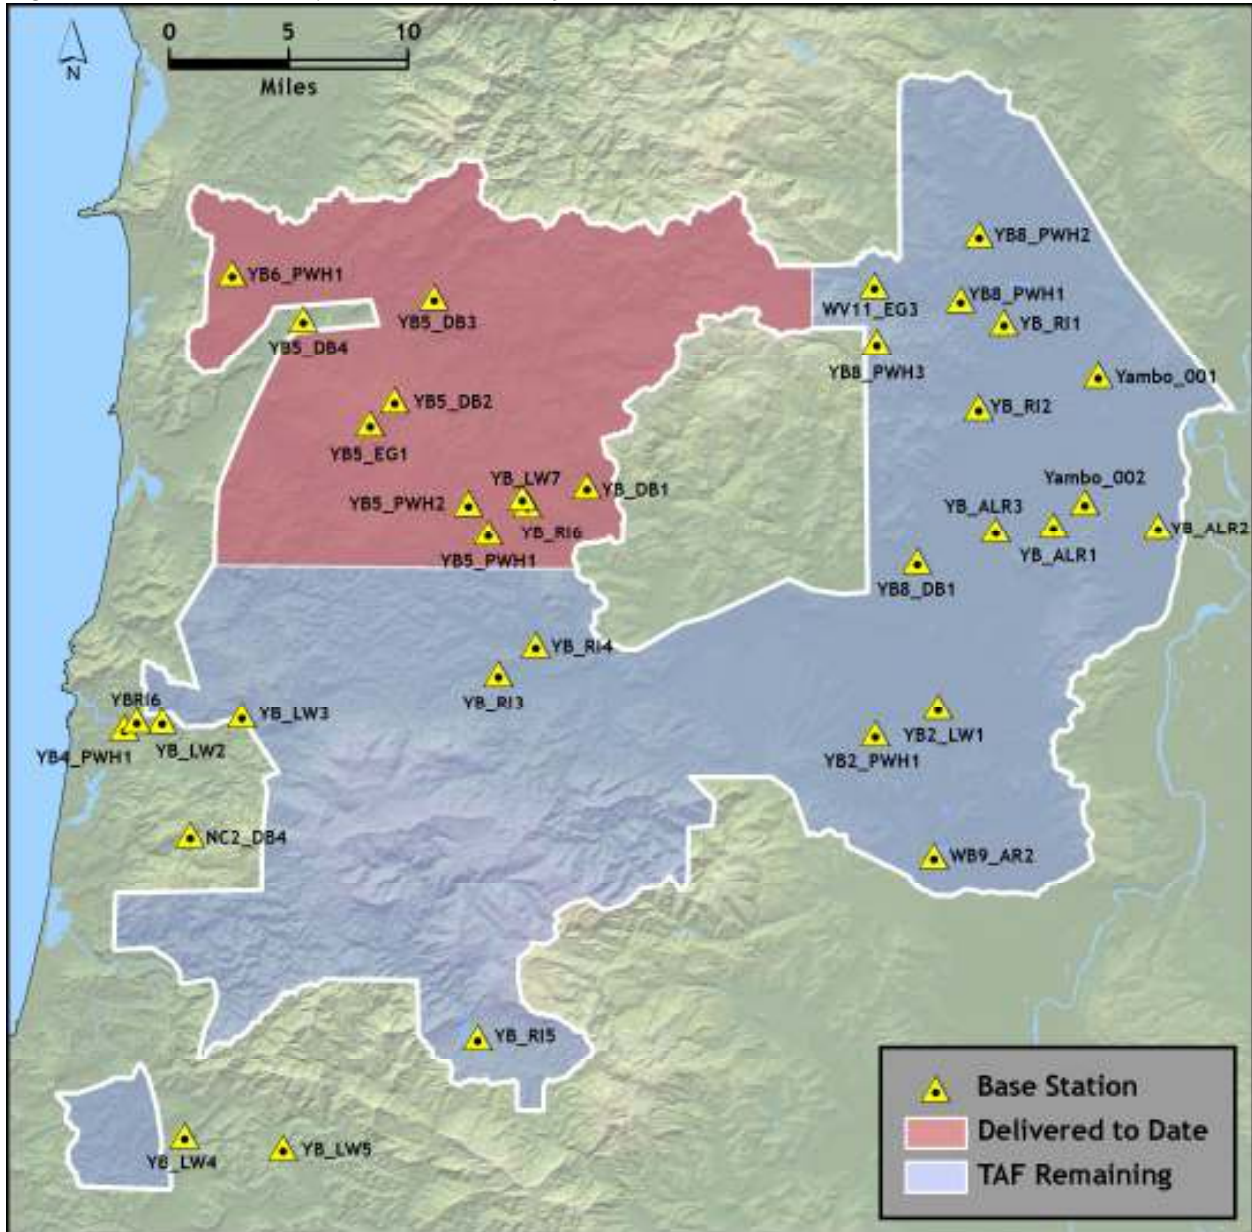 0 5 10
Miles
N
YB8_PWH2
YB6_PWH1
WV11_EG3
YB8_PWH1
YB5_DB3
YB_RI1
YB5_DB4
YB8_PWH3
Yambo_001
YB5_DB2
YB_RI2
YB5_EG1
YB_LW7
YB_DB1
Yambo_002
YB5_PWH2
YB_ALR3
YB_RI6
YB_ALR2
YB5_PWH1
YB_ALR1
YB8_DB1
YB_RI4
YB_RI3
YBRI6
YB_LW3
YB2_LW1
YB4_PWH1
YB_LW2
YB2_PWH1
NC2_DB4
WB9_AR2
YB_RI5
Base Station
Delivered to Date
TAF Remaining
YB_LW4
YB_LW5